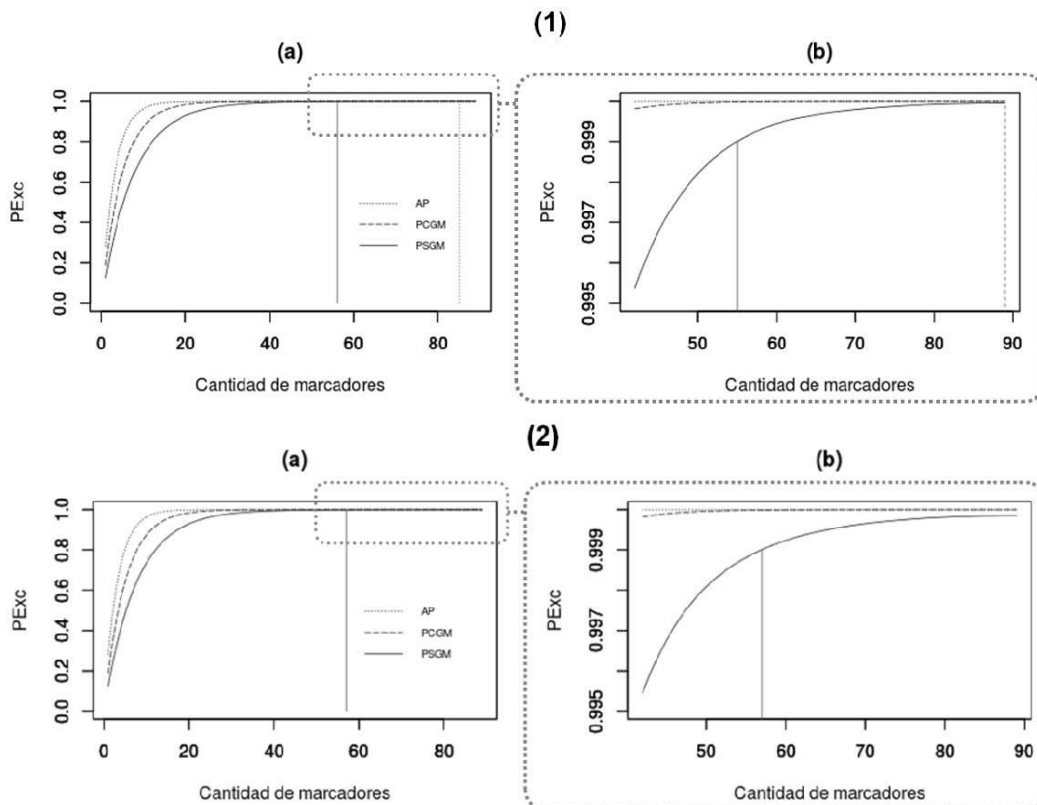 (1)
(a)
(b)
PExc
1.0
0.8
0.6
0.4
0.2
0.0
AP
PCGM
PSGM
0 20 40 60 80
Cantidad de marcadores
PExc
0.999
0.997
0.995
50 60 70 80 90
Cantidad de marcadores
(2)
(a)
(b)
PExc
1.0
0.8
0.6
0.4
0.2
0.0
AP
PCGM
PSGM
0 20 40 60 80
Cantidad de marcadores
PExc
0.999
0.997
0.995
50 60 70 80 90
Cantidad de marcadores